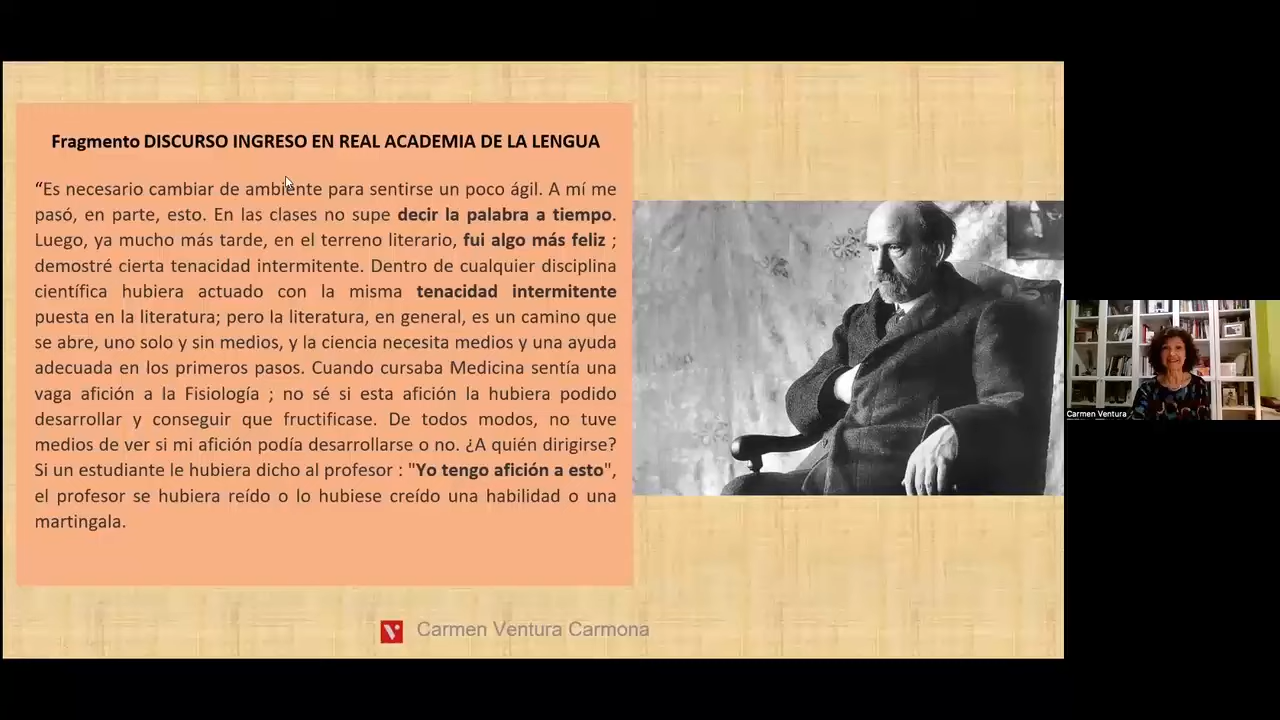 Fragmento DISCURSO INGRESO EN REAL ACADEMIA DE LA LENGUA
“Es necesario cambiar de ambiente para sentirse un poco ágil. A mí me
pasó, en parte, esto. En las clases no supe decir la palabra a tiempo.
Luego, ya mucho más tarde, en el terreno literario, fui algo más feliz ;
demostré cierta tenacidad intermitente. Dentro de cualquier disciplina
científica hubiera actuado con la misma tenacidad intermitente
puesta en la literatura; pero la literatura, en general, es un camino que
se abre, uno solo y sin medios, y la ciencia necesita medios y una ayuda
adecuada en los primeros pasos. Cuando cursaba Medicina sentía una
vaga afición a la Fisiología ; no sé si esta afición la hubiera podido
desarrollar y conseguir que fructificase. De todos modos, no tuve
medios de ver si mi afición podía desarrollarse o no. ¿A quién dirigirse?
Si un estudiante le hubiera dicho al profesor : "Yo tengo afición a esto",
el profesor se hubiera reído o lo hubiese creído una habilidad o una
martingala.
Carmen Ventura Carmona
Carmen Ventura